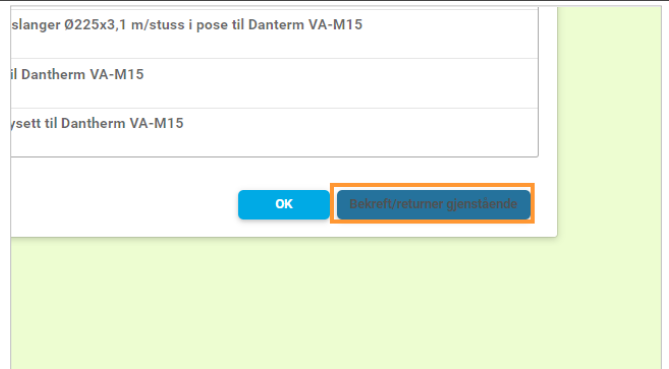 slanger Ø225x3,1 m/stuss i pose til Danterm VA-M15
il Dantherm VA-M15
ysett til Dantherm VA-M15
OK
Bekreft/returner gjenstående